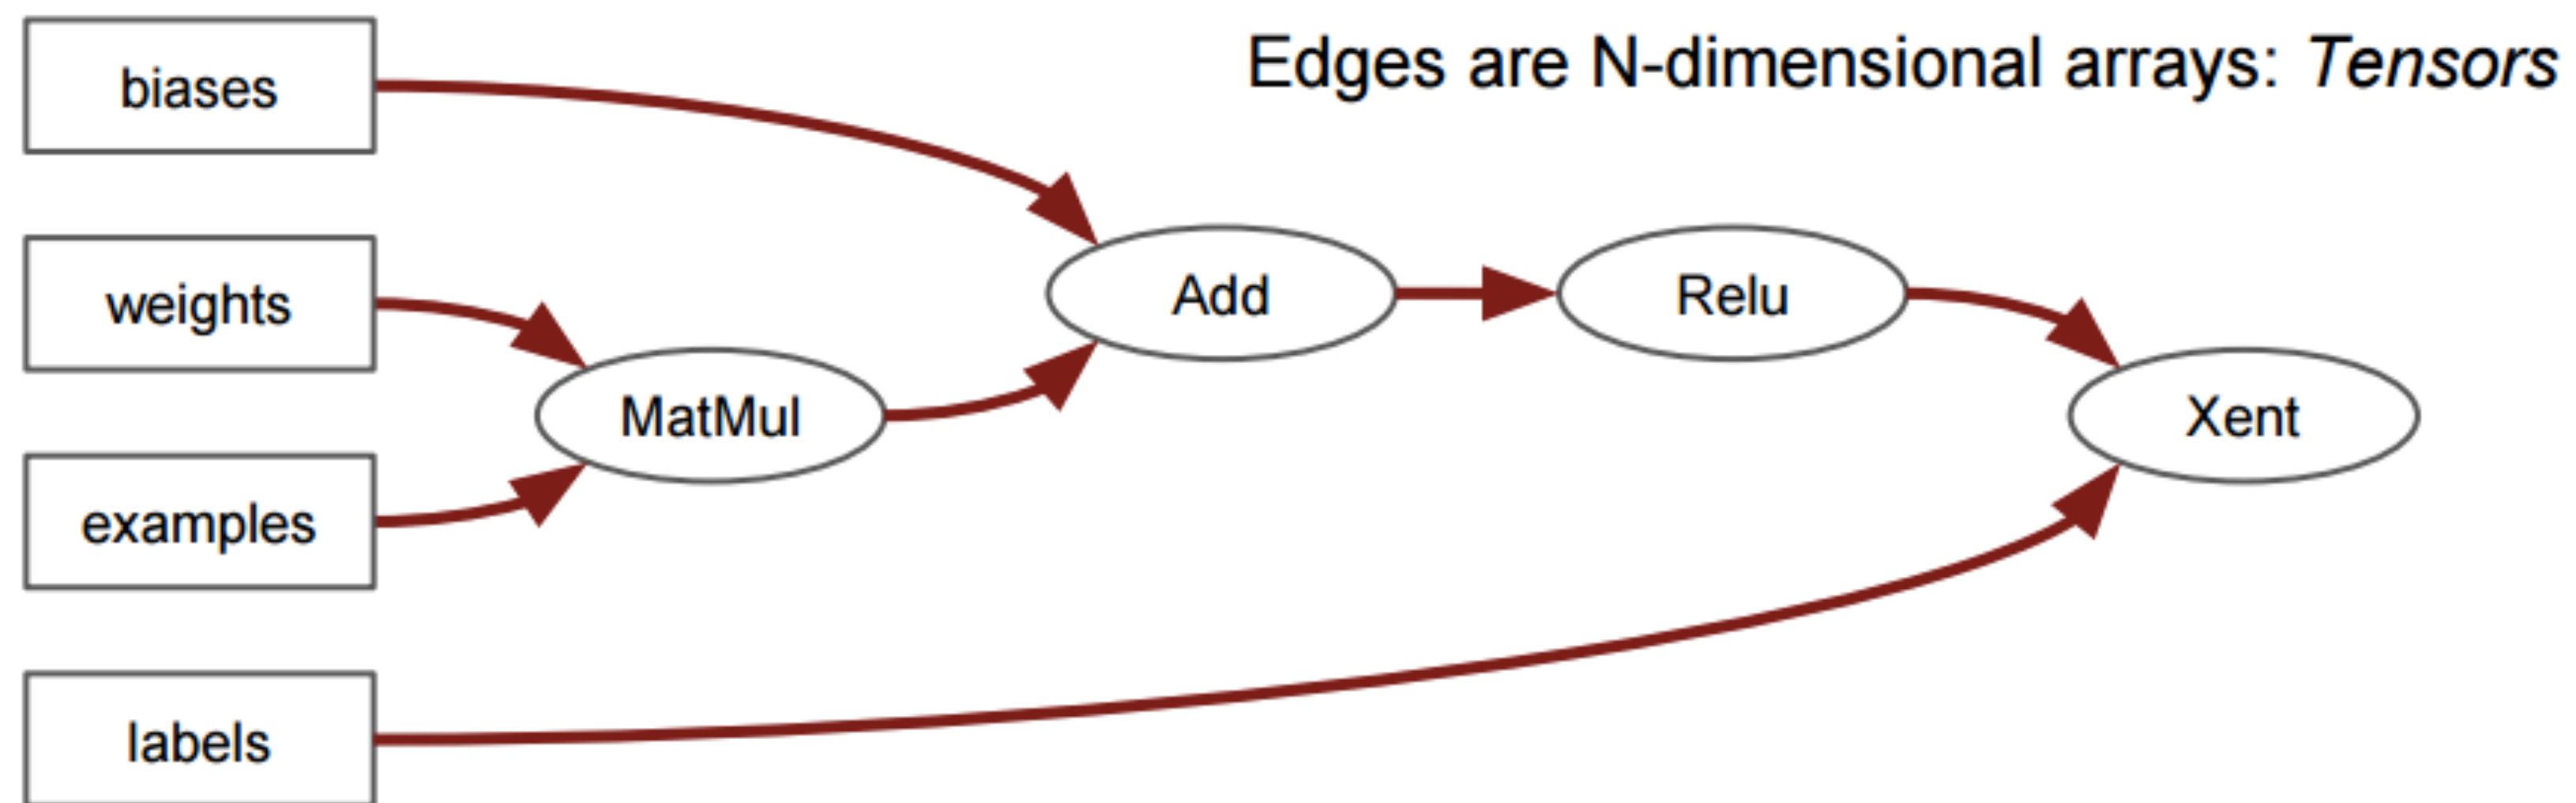 biases
Edges are N-dimensional arrays: Tensors
weights
Add
Relu
MatMul
Xent
examples
labels